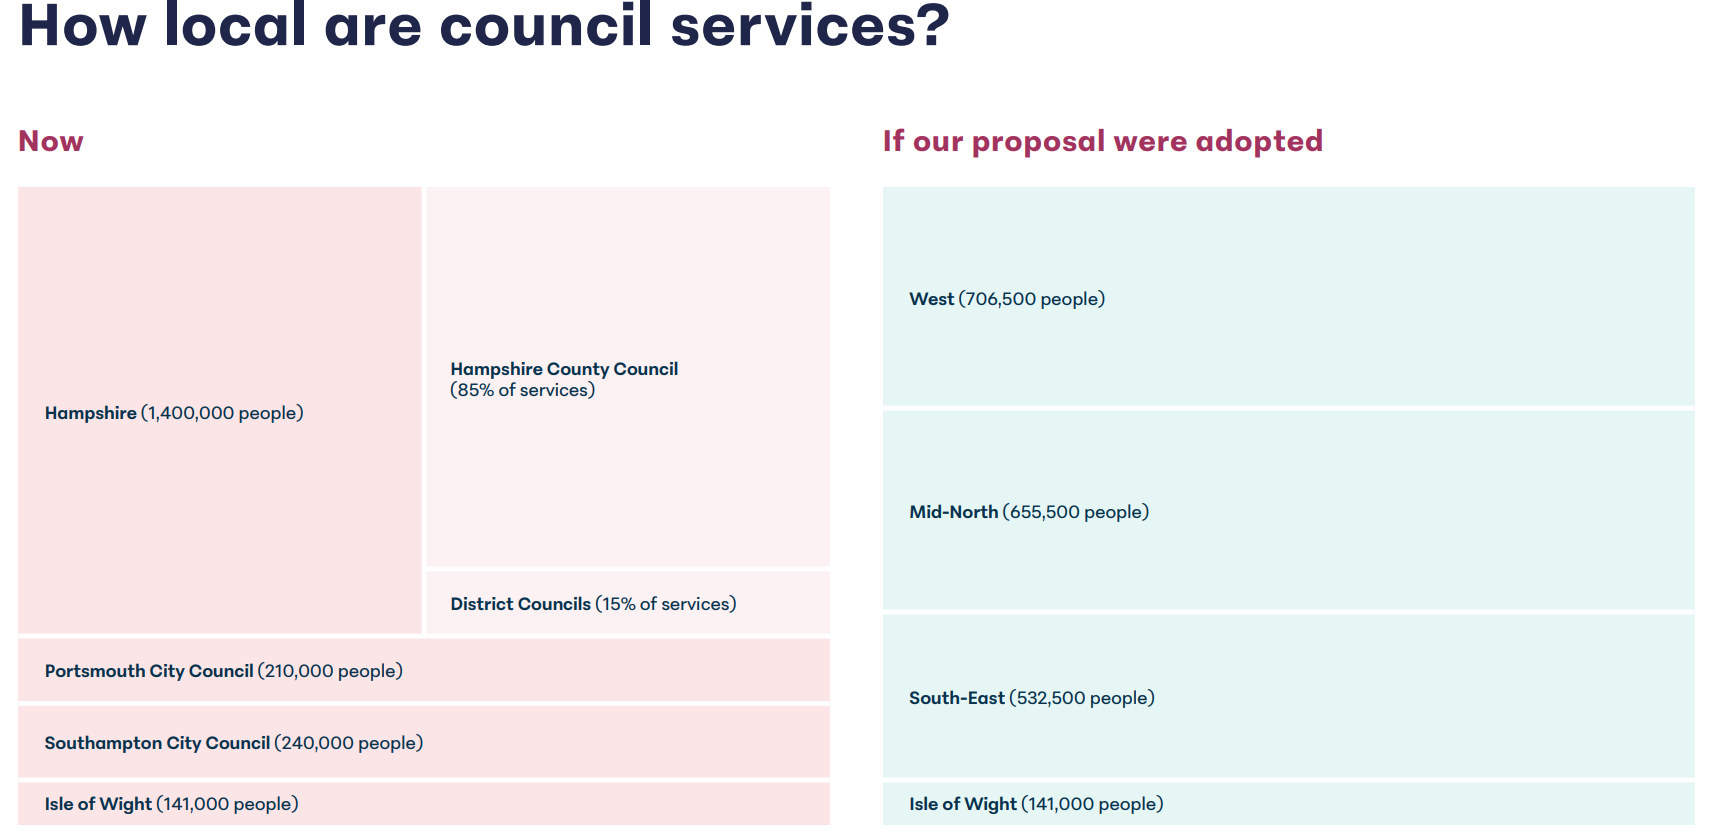 How local are council services?
Now
Hampshire (1,400,000 people)
Hampshire County Council
(85% of services)
District Councils (15% of services)
Portsmouth City Council (210,000 people)
Southampton City Council (240,000 people)
Isle of Wight (141,000 people)
If our proposal were adopted
West (706,500 people)
Mid-North (655,500 people)
South-East (532,500 people)
Isle of Wight (141,000 people)